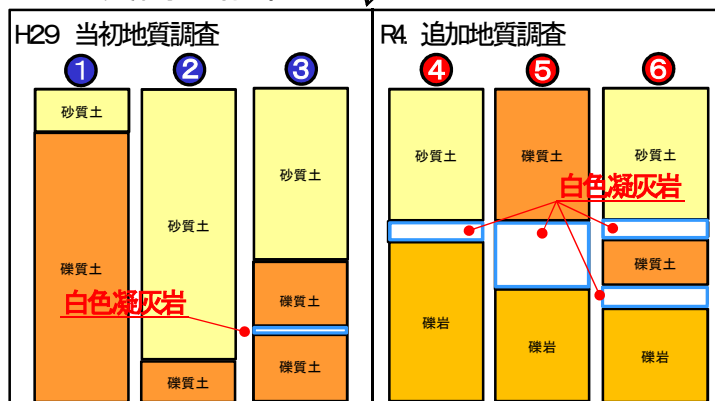 H29 当初地質調査
① ② ③
砂質土
礫質土
砂質土
礫質土
砂質土
礫質土
白色凝灰岩
礫質土
R4 追加地質調査
④ ⑤ ⑥
砂質土
礫岩
礫質土
礫岩
砂質土
白色凝灰岩
礫質土
礫岩